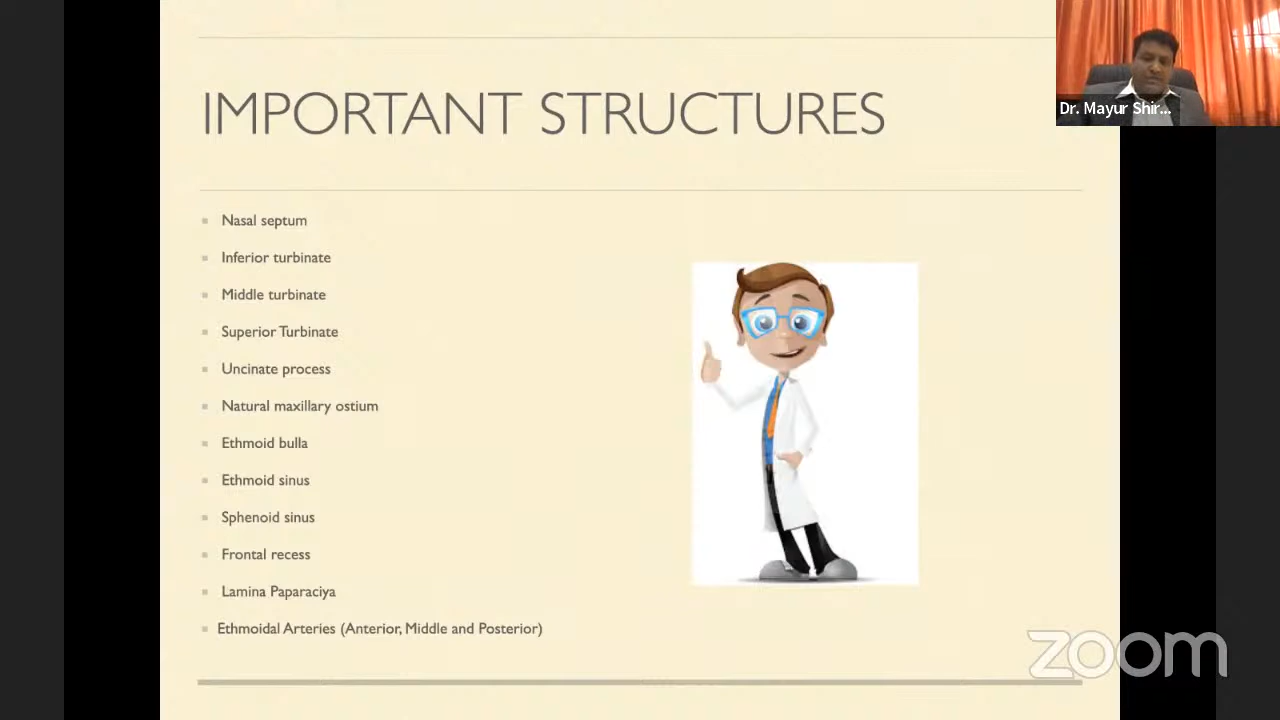 IMPORTANT STRUCTURES
Dr. Mayur Shir...
Nasal septum
Inferior turbinate
Middle turbinate
Superior Turbinate
Uncinate process
Natural maxillary ostium
Ethmoid bulla
Ethmoid sinus
Sphenoid sinus
Frontal recess
Lamina Paparaciya
Ethmoidal Arteries (Anterior, Middle and Posterior)
zoom